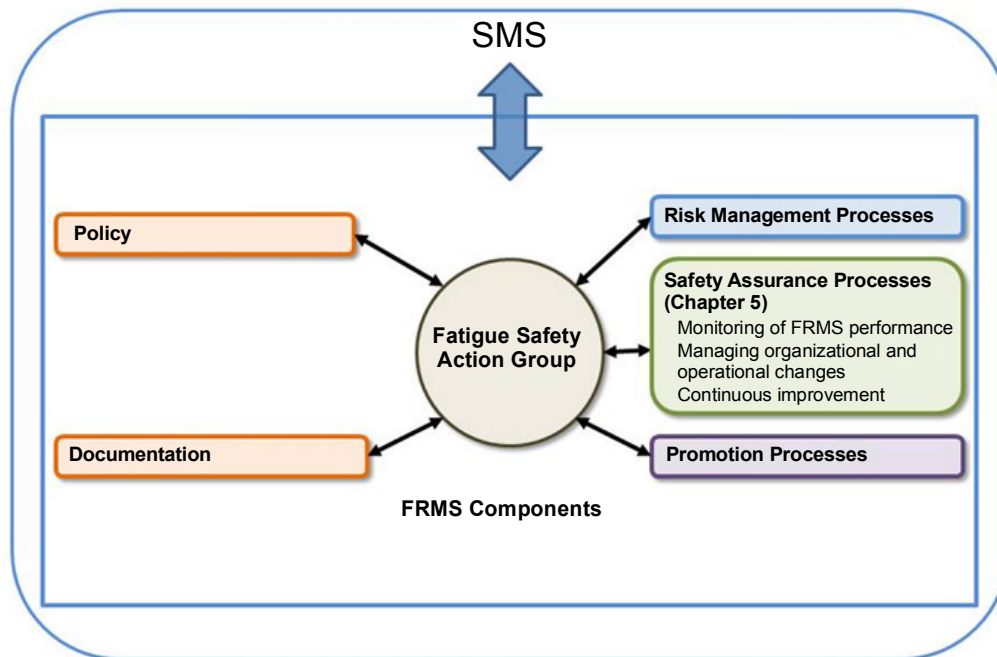 SMS
Policy
Risk Management Processes
Safety Assurance Processes
(Chapter 5)
Monitoring of FRMS performance
Managing organizational and
operational changes
Continuous improvement
Fatigue Safety
Action Group
Documentation
Promotion Processes
FRMS Components